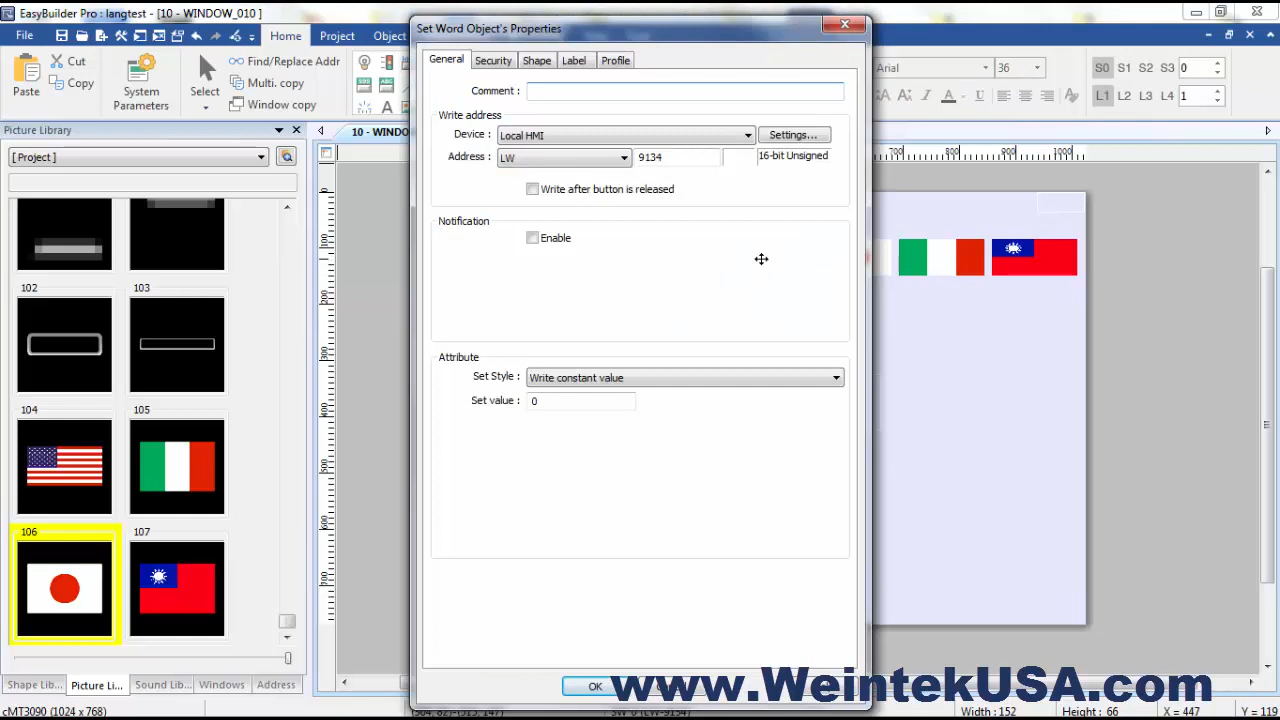 EasyBuilder Pro : langtest - [10 - WINDOW_010 ]
File
Home
Project
Object
Paste
Cut
Copy
System
Parameters
Select
Find/Replace Addr
Multi. copy
Window copy
Arial
36
S0 S1 S2 S3 0
L1 L2 L3 L4 1
Picture Library
[ Project ]
10 - WINDO
102
103
104
105
106
107
Shape Lib...
Picture Li...
Sound Lib...
Windows
Address
cMT3090 (1024 x 768)
Set Word Object's Properties
General
Security
Shape
Label
Profile
Comment :
Write address
Device :
Local HMI
Settings...
Address :
LW
9134
16-bit Unsigned
Write after button is released
Notification
Enable
Attribute
Set Style :
Write constant value
Set value :
0
OK
700
800
900
1000
www.WeintekUSA.com
Width : 152
Height : 66
X = 447
Y = 119